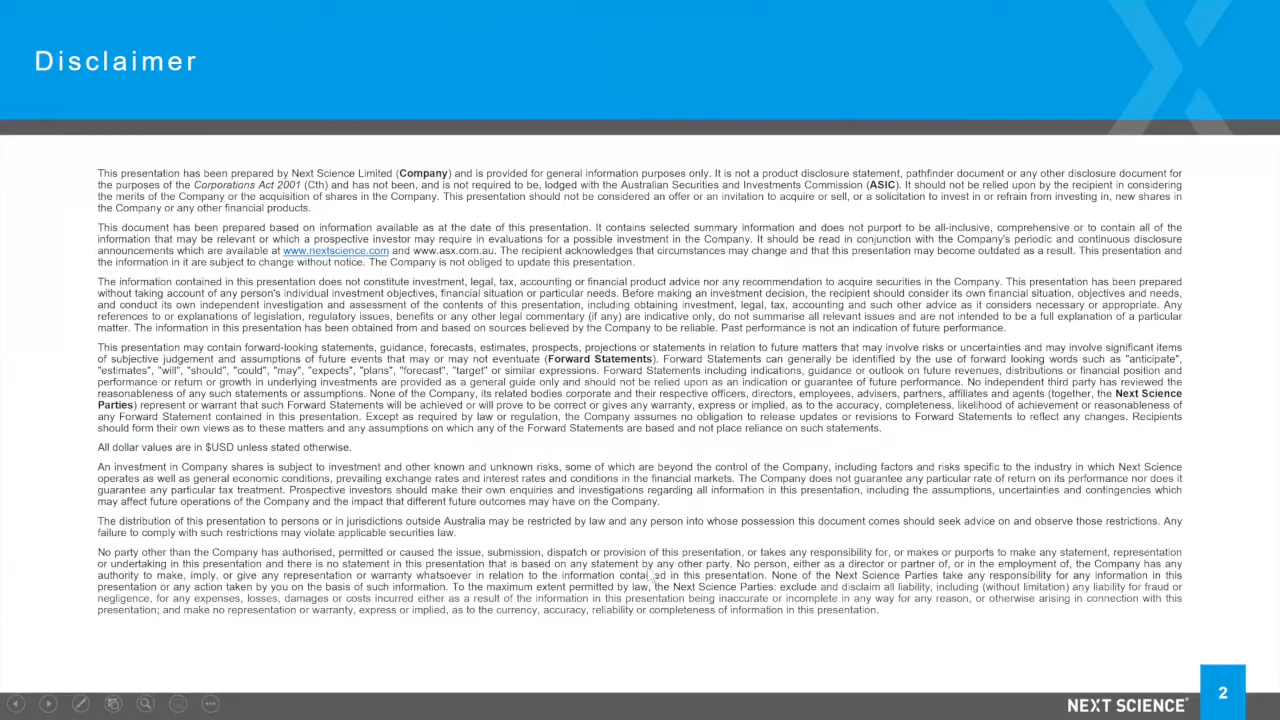 Disclaimer
This presentation has been prepared by Next Science Limited (Company) and is provided for general information purposes only. It is not a product disclosure statement, pathfinder document or any other disclosure document for
the purposes of the Corporations Act 2001 (Cth) and has not been, and is not required to be, lodged with the Australian Securities and Investments Commission (ASIC). It should not be relied upon by the recipient in considering
the merits of the Company or the acquisition of shares in the Company. This presentation should not be considered an offer or an invitation to acquire or sell, or a solicitation to invest in or refrain from investing in, new shares in
the Company or any other financial products.
This document has been prepared based on information available as at the date of this presentation. It contains selected summary information and does not purport to be all-inclusive, comprehensive or to contain all of the
information that may be relevant or which a prospective investor may require in evaluations for a possible investment in the Company. It should be read in conjunction with the Company's periodic and continuous disclosure
announcements which are available at www.nextscience.com and www.asx.com.au. The recipient acknowledges that circumstances may change and that this presentation may become outdated as a result. This presentation and
the information in it are subject to change without notice. The Company is not obliged to update this presentation.
The information contained in this presentation does not constitute investment, legal, tax, accounting or financial product advice nor any recommendation to acquire securities in the Company. This presentation has been prepared
without taking account of any person's individual investment objectives, financial situation or particular needs. Before making an investment decision, the recipient should consider its own financial situation, objectives and needs,
and conduct its own independent investigation and assessment of the contents of this presentation, including obtaining investment, legal, tax, accounting and such other advice as it considers necessary or appropriate. Any
references to or explanations of legislation, regulatory issues, benefits or any other legal commentary (if any) are indicative only, do not summarise all relevant issues and are not intended to be a full explanation of a particular
matter. The information in this presentation has been obtained from and based on sources believed by the Company to be reliable. Past performance is not an indication of future performance.
This presentation may contain forward-looking statements, guidance, forecasts, estimates, prospects, projections or statements in relation to future matters that may involve risks or uncertainties and may involve significant items
of subjective judgement and assumptions of future events that may or may not eventuate (Forward Statements). Forward Statements can generally be identified by the use of forward looking words such as "anticipate",
"estimates", "will", "should", "could", "may", "expects", "plans", "forecast", "target" or similar expressions. Forward Statements including indications, guidance or outlook on future revenues, distributions or financial position and
performance or return or growth in underlying investments are provided as a general guide only and should not be relied upon as an indication or guarantee of future performance. No independent third party has reviewed the
reasonableness of any such statements or assumptions. None of the Company, its related bodies corporate and their respective officers, directors, employees, advisers, partners, affiliates and agents (together, the Next Science
Parties) represent or warrant that such Forward Statements will be achieved or will prove to be correct or gives any warranty, express or implied, as to the accuracy, completeness, likelihood of achievement or reasonableness of
any Forward Statement contained in this presentation. Except as required by law or regulation, the Company assumes no obligation to release updates or revisions to Forward Statements to reflect any changes. Recipients
should form their own views as to these matters and any assumptions on which any of the Forward Statements are based and not place reliance on such statements.
All dollar values are in $USD unless stated otherwise.
An investment in Company shares is subject to investment and other known and unknown risks, some of which are beyond the control of the Company, including factors and risks specific to the industry in which Next Science
operates as well as general economic conditions, prevailing exchange rates and interest rates and conditions in the financial markets. The Company does not guarantee any particular rate of return on its performance nor does it
guarantee any particular tax treatment. Prospective investors should make their own enquiries and investigations regarding all information in this presentation, including the assumptions, uncertainties and contingencies which
may affect future operations of the Company and the impact that different future outcomes may have on the Company.
The distribution of this presentation to persons or in jurisdictions outside Australia may be restricted by law and any person into whose possession this document comes should seek advice on and observe those restrictions. Any
failure to comply with such restrictions may violate applicable securities law.
No party other than the Company has authorised, permitted or caused the issue, submission, dispatch or provision of this presentation, or takes any responsibility for, or makes or purports to make any statement, representation
or undertaking in this presentation and there is no statement in this presentation that is based on any statement by any other party. No person, either as a director or partner of, or in the employment of, the Company has any
authority to make, imply, or give any representation or warranty whatsoever in relation to the information contained in this presentation. None of the Next Science Parties take any responsibility for any information in this
presentation or any action taken by you on the basis of such information. To the maximum extent permitted by law, the Next Science Parties: exclude and disclaim all liability, including (without limitation) any liability for fraud or
negligence, for any expenses, losses, damages or costs incurred either as a result of the information in this presentation being inaccurate or incomplete in any way for any reason, or otherwise arising in connection with this
presentation; and make no representation or warranty, express or implied, as to the currency, accuracy, reliability or completeness of information in this presentation.
NEXT SCIENCE
2